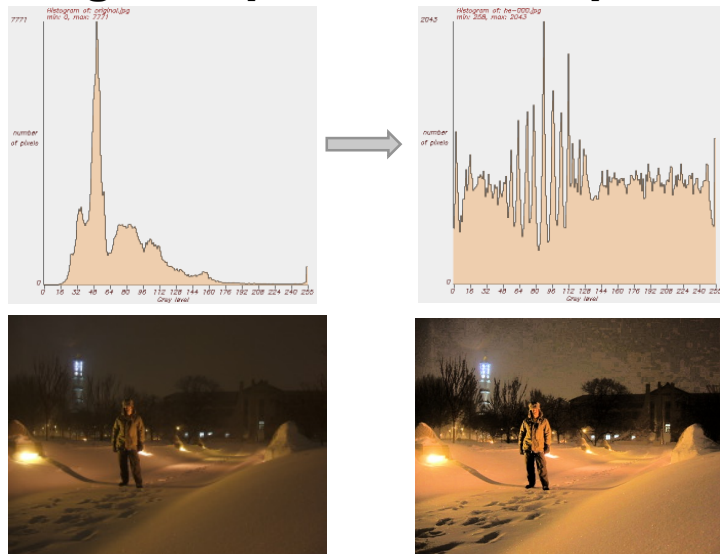 7771
Histogram of: original.jpg
min: 0, max: 7771
number
of pixels
0
0 16 32 48 64 80 96 112 128 144 160 176 192 208 224 240 255
Gray level
2043
Histogram of: he-000.jpg
min: 258, max: 2043
number
of pixels
0
0 16 32 48 64 80 96 112 128 144 160 176 192 208 224 240 255
Gray level